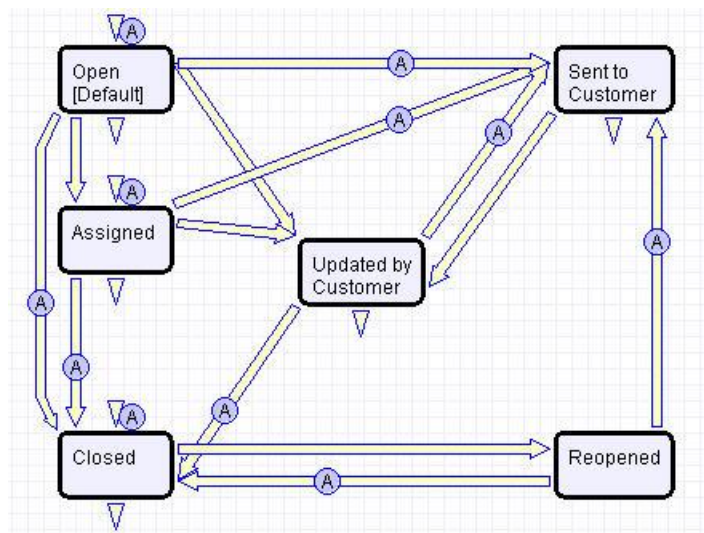 A
Open
[Default]
A
Sent to
Customer
A
A
A
Assigned
Updated by
Customer
A
A
A
A
A
Closed
Reopened
A